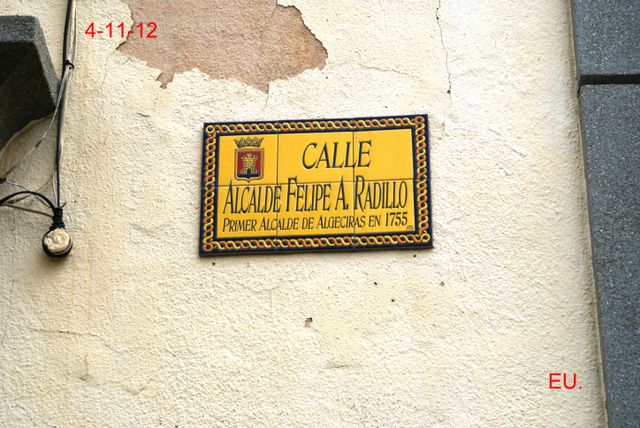 4-11-12
CALLE
ALCALDE FELIPE A. RADILLO
PRIMER ALCALDE DE ALGECIRAS EN 1755
EU.